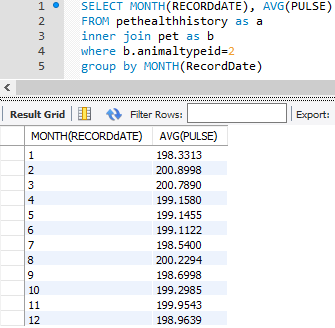 1 SELECT MONTH(RECORDdATE), AVG(PULSE)
2 FROM pethealthhistory as a
3 inner join pet as b
4 where b.animaltypeid=2
5 group by MONTH(RecordDate)
Result Grid Filter Rows: Export:
MONTH(RECORDdATE) AVG(PULSE)
1 198.3313
2 200.8998
3 200.7890
4 199.1580
5 199.1455
6 199.1122
7 198.5400
8 200.2294
9 198.6998
10 199.2985
11 199.9543
12 198.9639